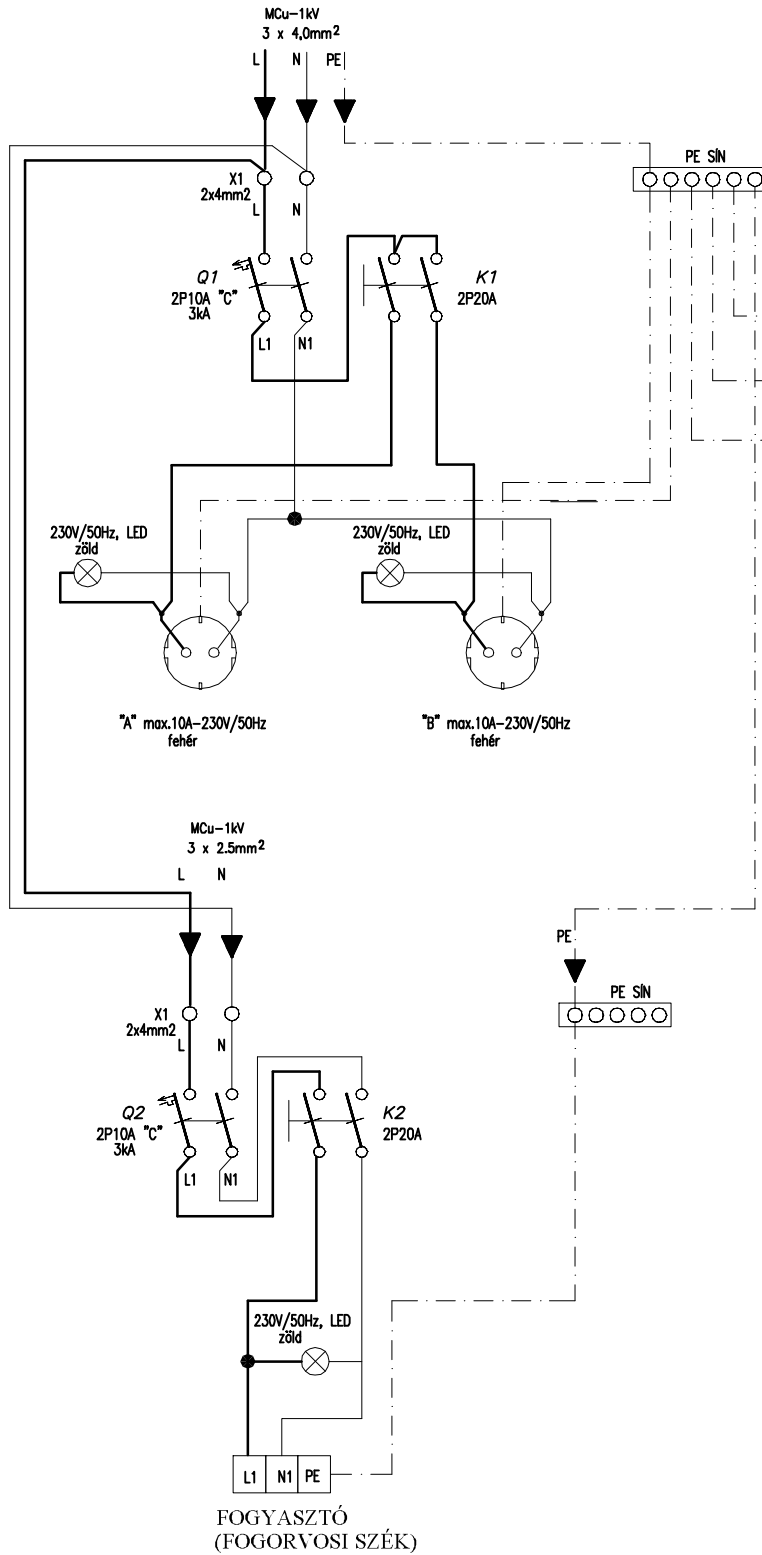 MCu-1kV
3 x 4,0mm²
L N PE
PE SÍN
X1
2x4mm2
L N
Q1
2P10A "C"
3kA
K1
2P20A
L1 N1
230V/50Hz, LED
zöld
230V/50Hz, LED
zöld
"A" max.10A-230V/50Hz
fehér
"B" max.10A-230V/50Hz
fehér
MCu-1kV
3 x 2.5mm²
L N
PE
PE SÍN
X1
2x4mm2
L N
Q2
2P10A "C"
3kA
K2
2P20A
L1 N1
230V/50Hz, LED
zöld
L1 N1 PE
FOGYASZTÓ
(FOGORVOSI SZÉK)